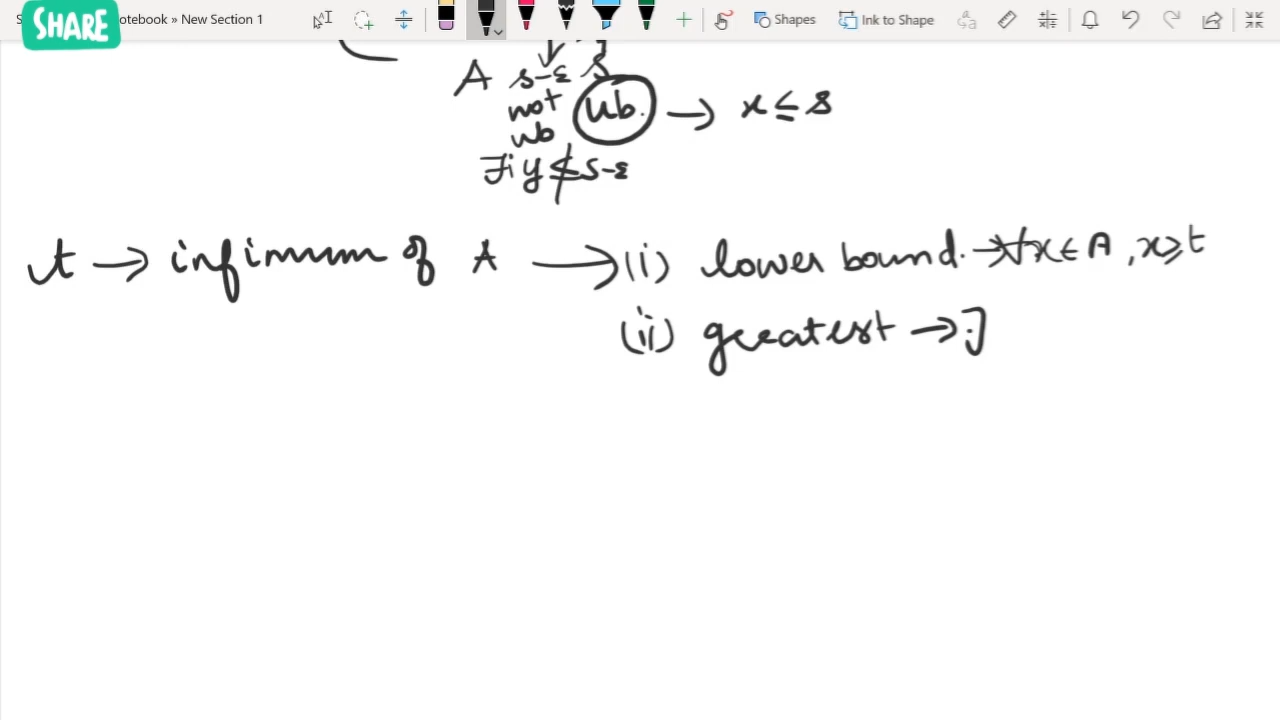 SHARE
otebook » New Section 1
Shapes
Ink to Shape
A s-ε s
not ub. → x ≤ s
ub
∃ y ≰ s-ε
t → infimum of A → (i) lower bound. → ∀x ∈ A, x ≥ t
(ii) greatest → ∃